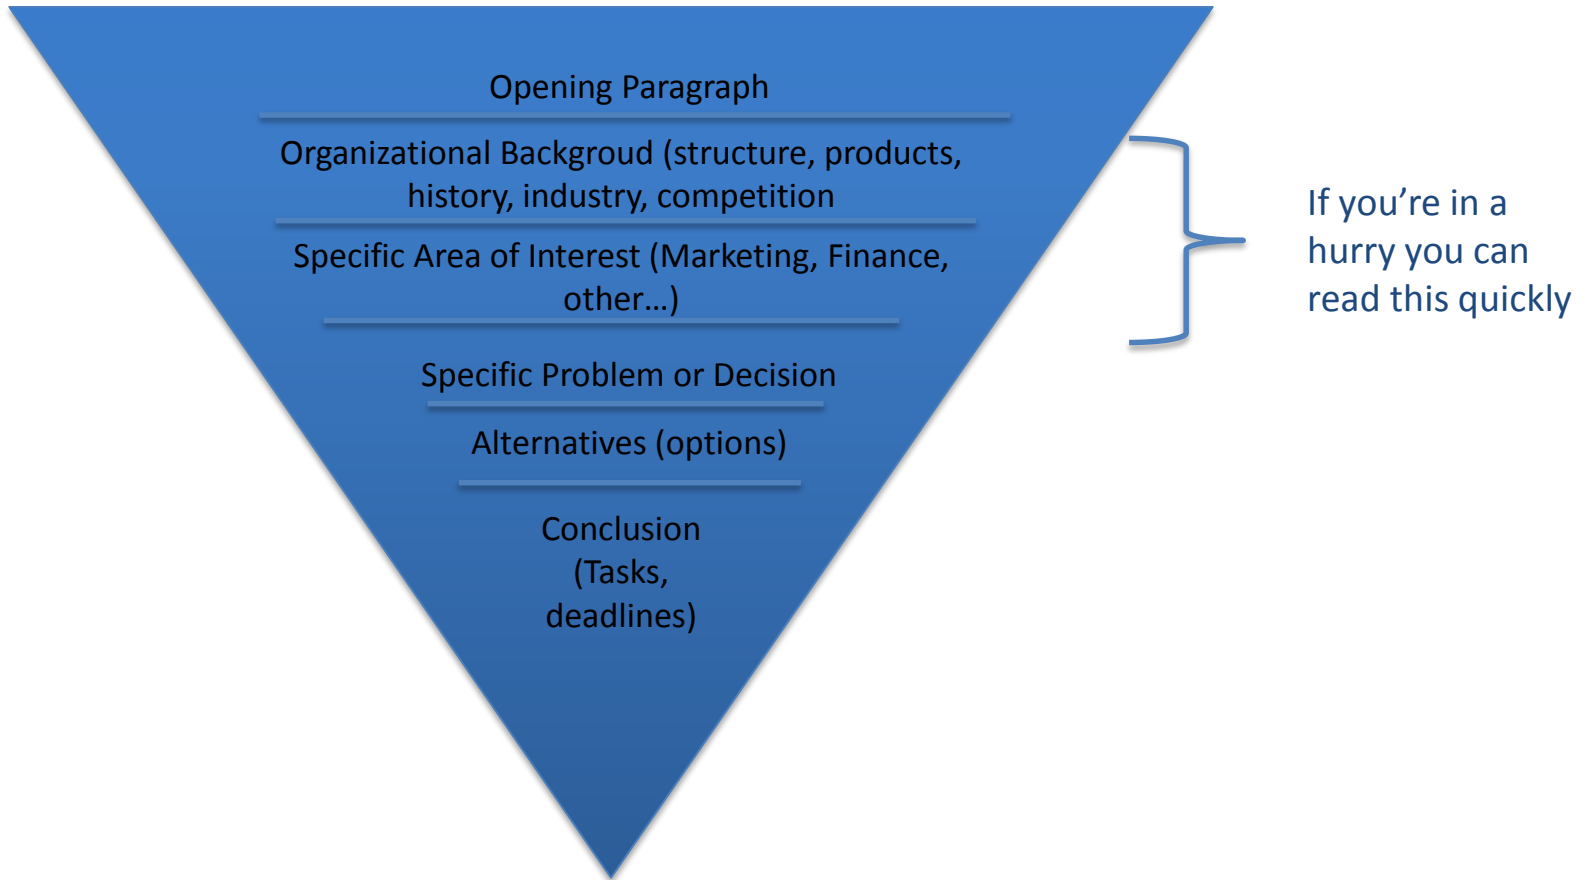 Opening Paragraph
Organizational Backgroud (structure, products,
history, industry, competition
Specific Area of Interest (Marketing, Finance,
other…)
Specific Problem or Decision
Alternatives (options)
Conclusion
(Tasks,
deadlines)
If you’re in a
hurry you can
read this quickly